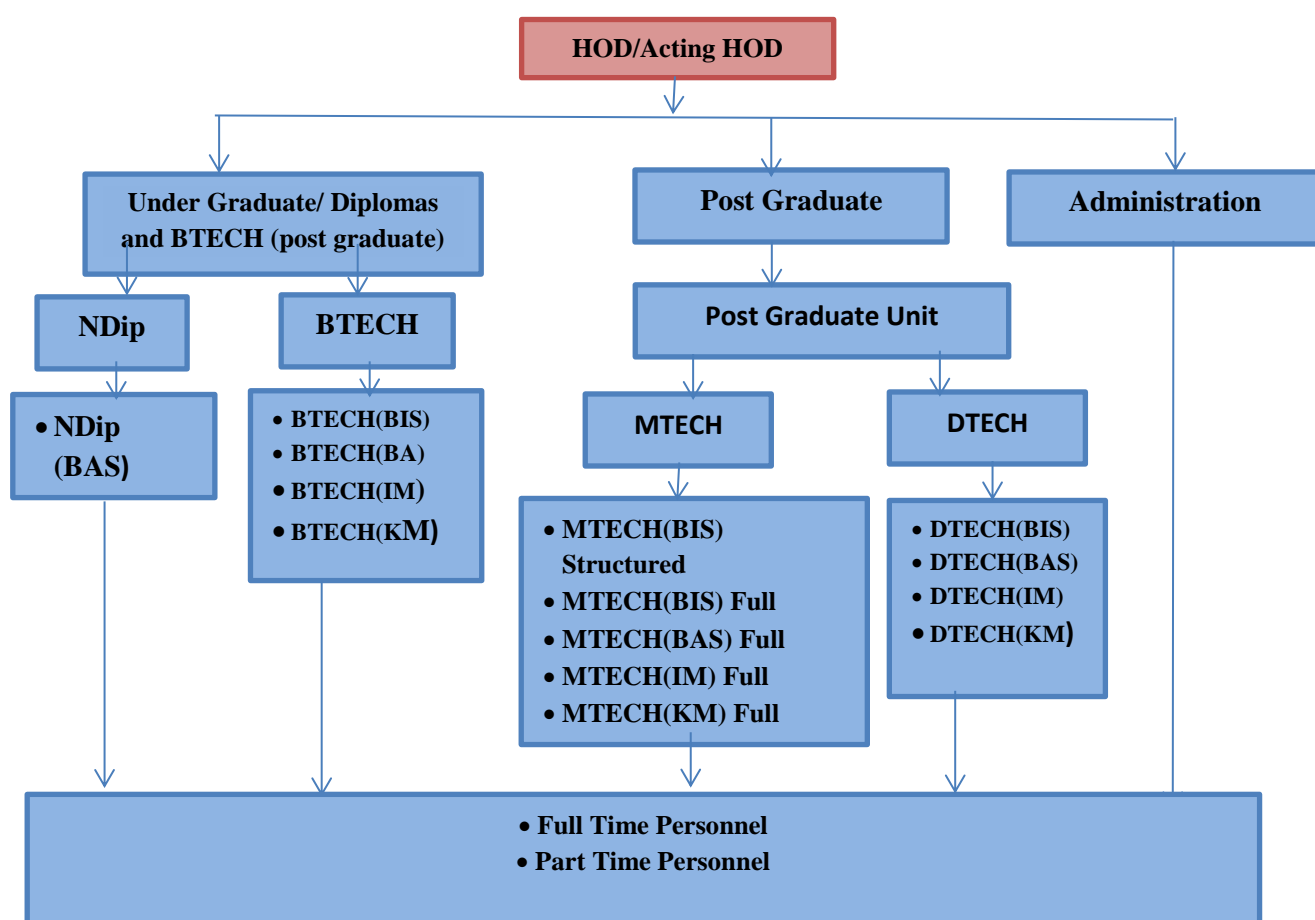 HOD/Acting HOD
Under Graduate/ Diplomas
and BTECH (post graduate)
Post Graduate
Administration
NDip
BTECH
Post Graduate Unit
• NDip
(BAS)
• BTECH(BIS)
• BTECH(BA)
• BTECH(IM)
• BTECH(KM)
MTECH
DTECH
• MTECH(BIS)
Structured
• MTECH(BIS) Full
• MTECH(BAS) Full
• MTECH(IM) Full
• MTECH(KM) Full
• DTECH(BIS)
• DTECH(BAS)
• DTECH(IM)
• DTECH(KM)
• Full Time Personnel
• Part Time Personnel